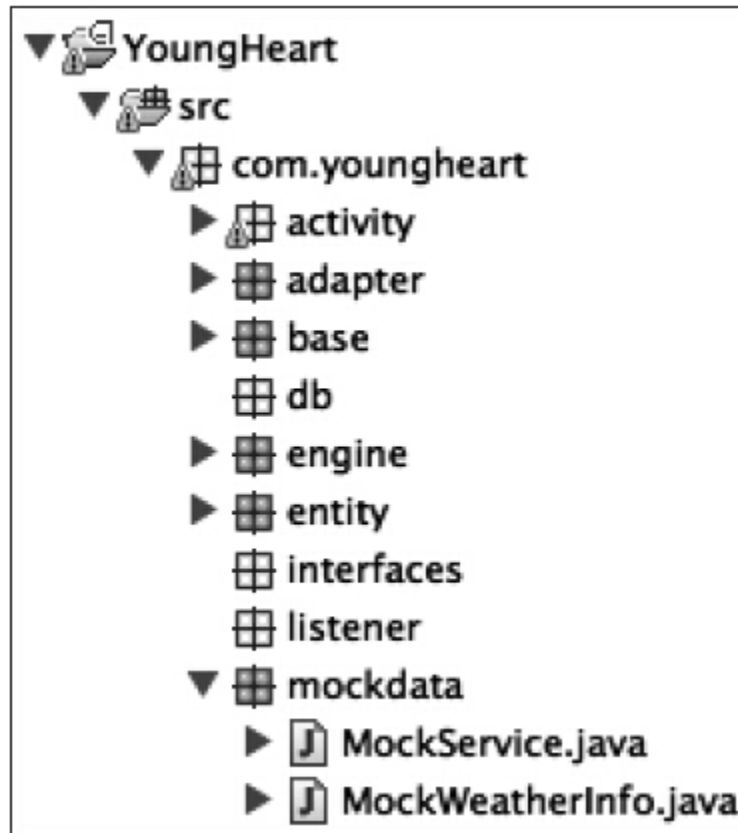 YoungHeart
src
com.youngheart
activity
adapter
base
db
engine
entity
interfaces
listener
mockdata
MockService.java
MockWeatherInfo.java